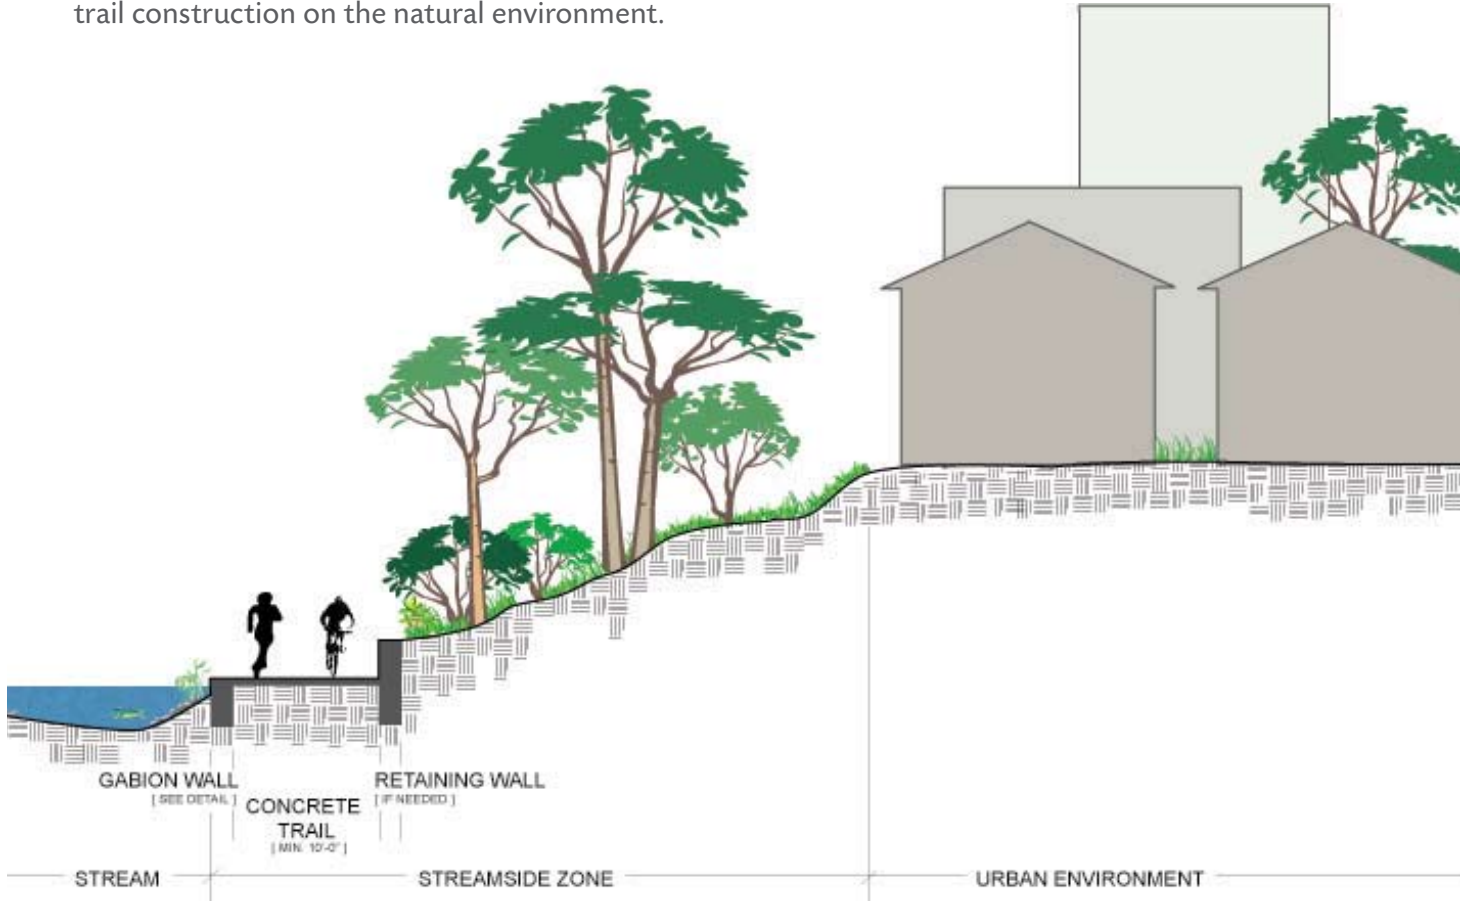 trail construction on the natural environment.
GABION WALL
[ SEE DETAIL ]
CONCRETE
TRAIL
[ MIN. 10'-0" ]
RETAINING WALL
[ IF NEEDED ]
STREAM
STREAMSIDE ZONE
URBAN ENVIRONMENT